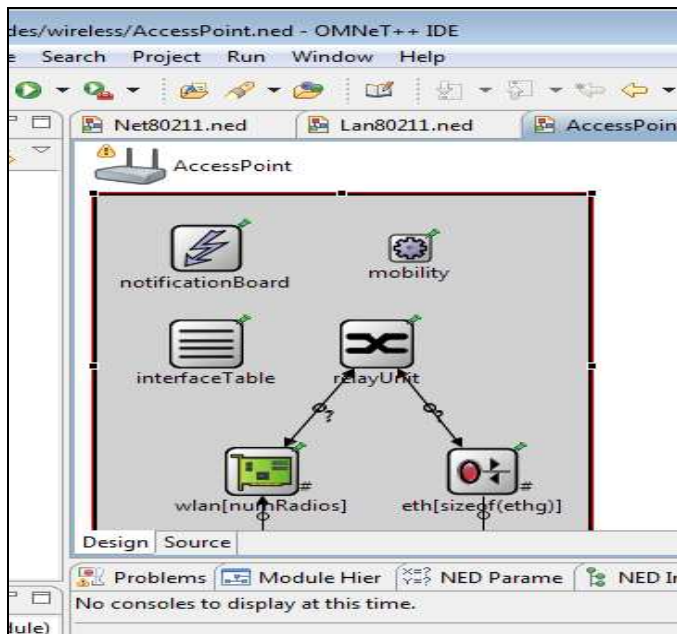 des/wireless/AccessPoint.ned - OMNeT++ IDE
e Search Project Run Window Help
Net80211.ned Lan80211.ned AccessPoin
AccessPoint
notificationBoard mobility
interfaceTable relayUnit
? ?
# #
wlan[numRadios] eth[sizeof(ethg)]
Design Source
Problems Module Hier NED Parame NED In
No consoles to display at this time.
dule)